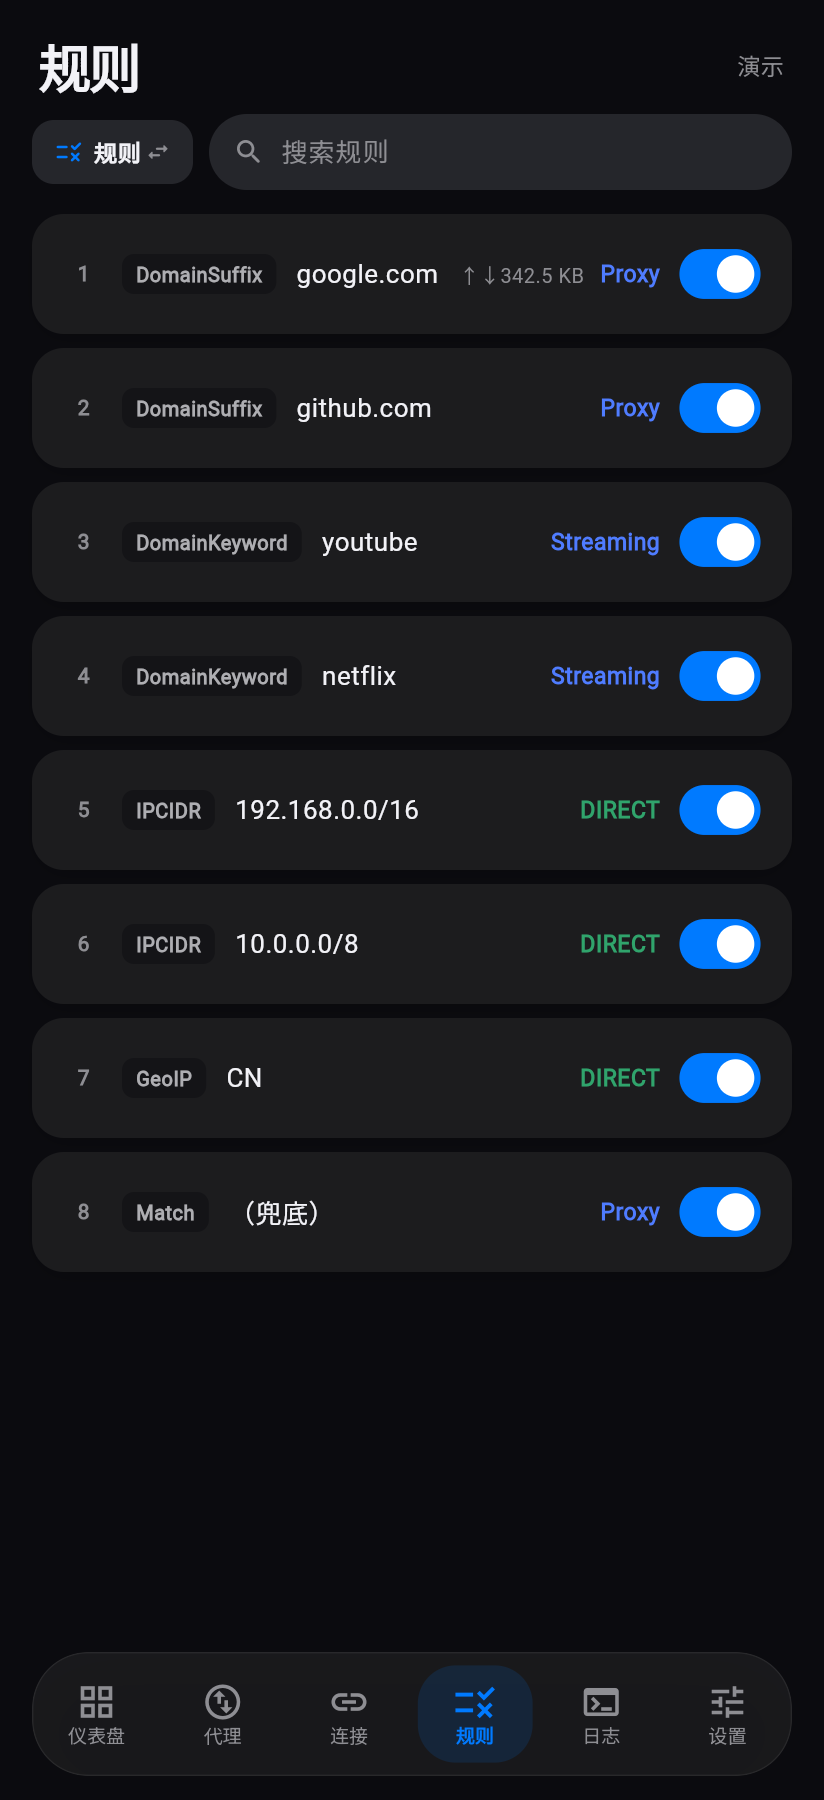 规则
演示
规则
搜索规则
1 DomainSuffix google.com ↑ ↓342.5 KB Proxy
2 DomainSuffix github.com Proxy
3 DomainKeyword youtube Streaming
4 DomainKeyword netflix Streaming
5 IPCIDR 192.168.0.0/16 DIRECT
6 IPCIDR 10.0.0.0/8 DIRECT
7 GeoIP CN DIRECT
8 Match （兜底） Proxy
仪表盘 代理 连接 规则 日志 设置